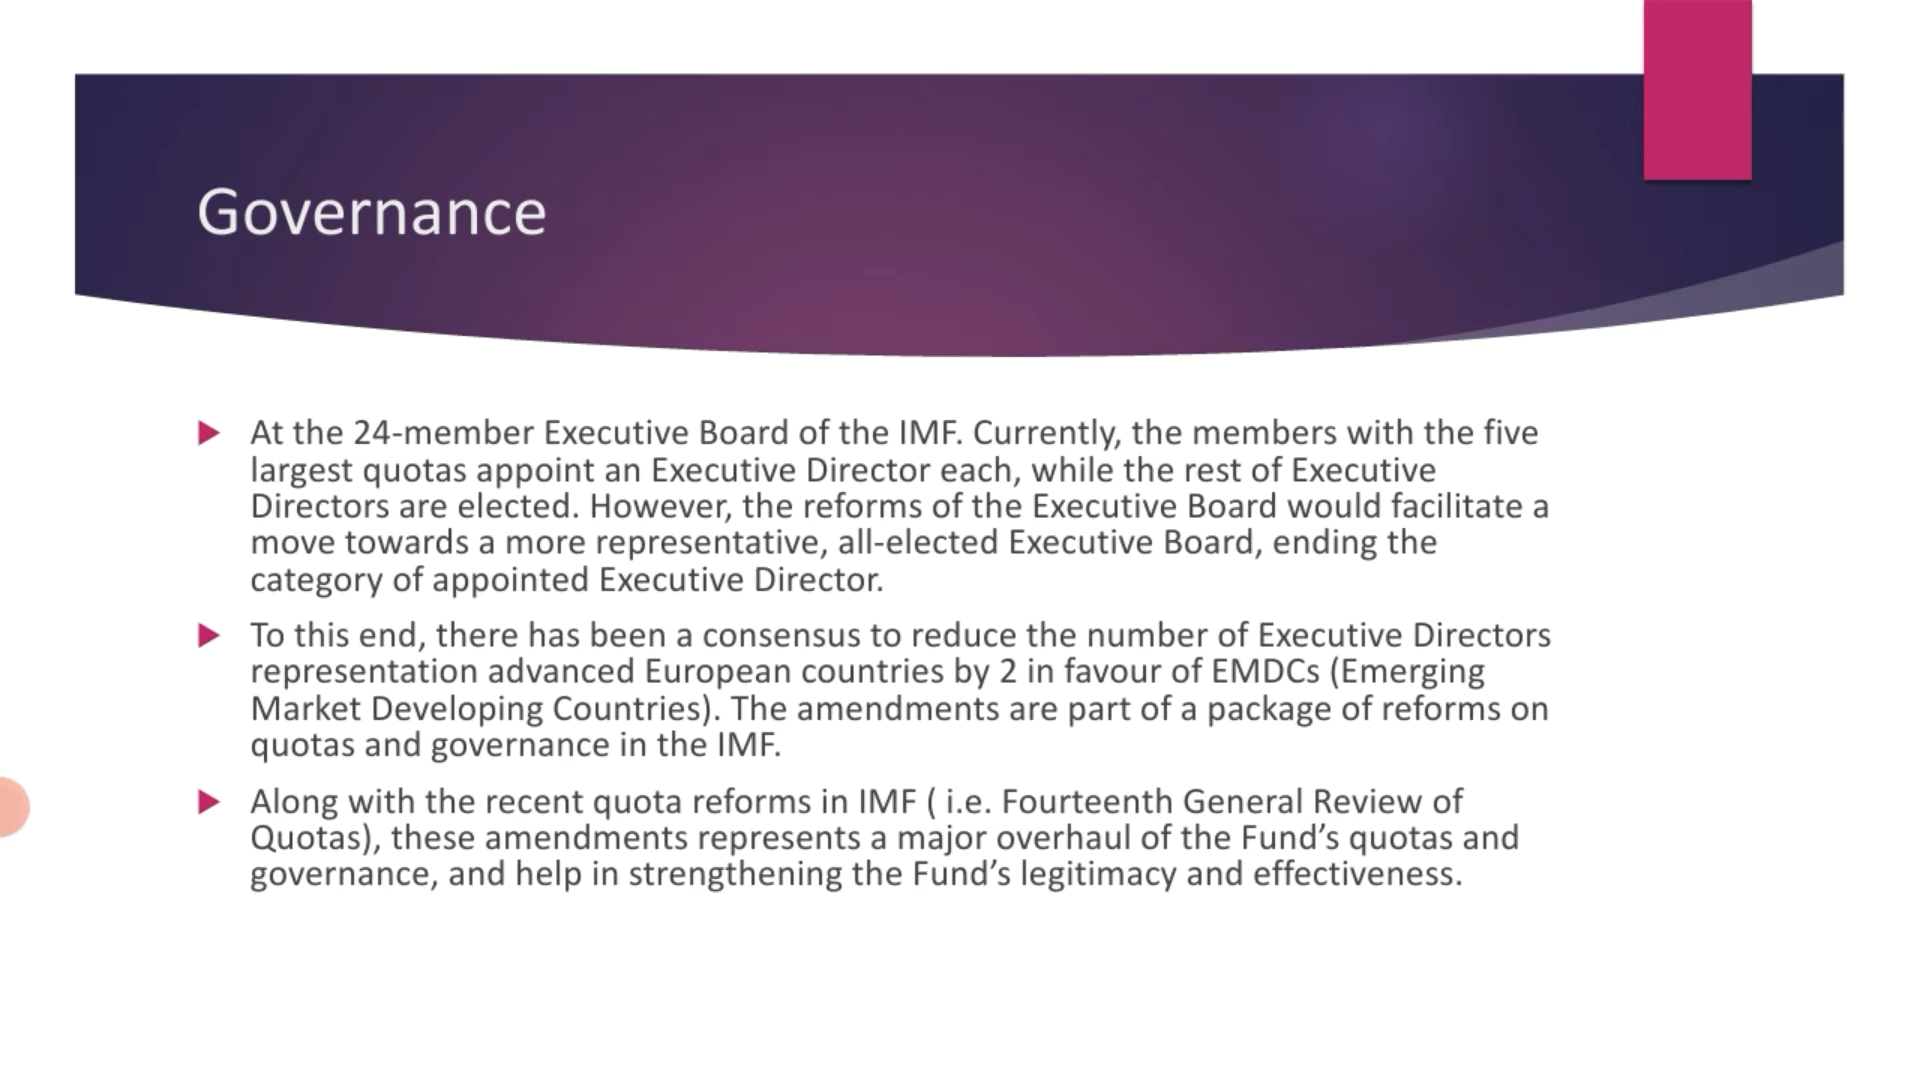 Governance
At the 24-member Executive Board of the IMF. Currently, the members with the five
largest quotas appoint an Executive Director each, while the rest of Executive
Directors are elected. However, the reforms of the Executive Board would facilitate a
move towards a more representative, all-elected Executive Board, ending the
category of appointed Executive Director.
To this end, there has been a consensus to reduce the number of Executive Directors
representation advanced European countries by 2 in favour of EMDCs (Emerging
Market Developing Countries). The amendments are part of a package of reforms on
quotas and governance in the IMF.
Along with the recent quota reforms in IMF ( i.e. Fourteenth General Review of
Quotas), these amendments represents a major overhaul of the Fund’s quotas and
governance, and help in strengthening the Fund’s legitimacy and effectiveness.